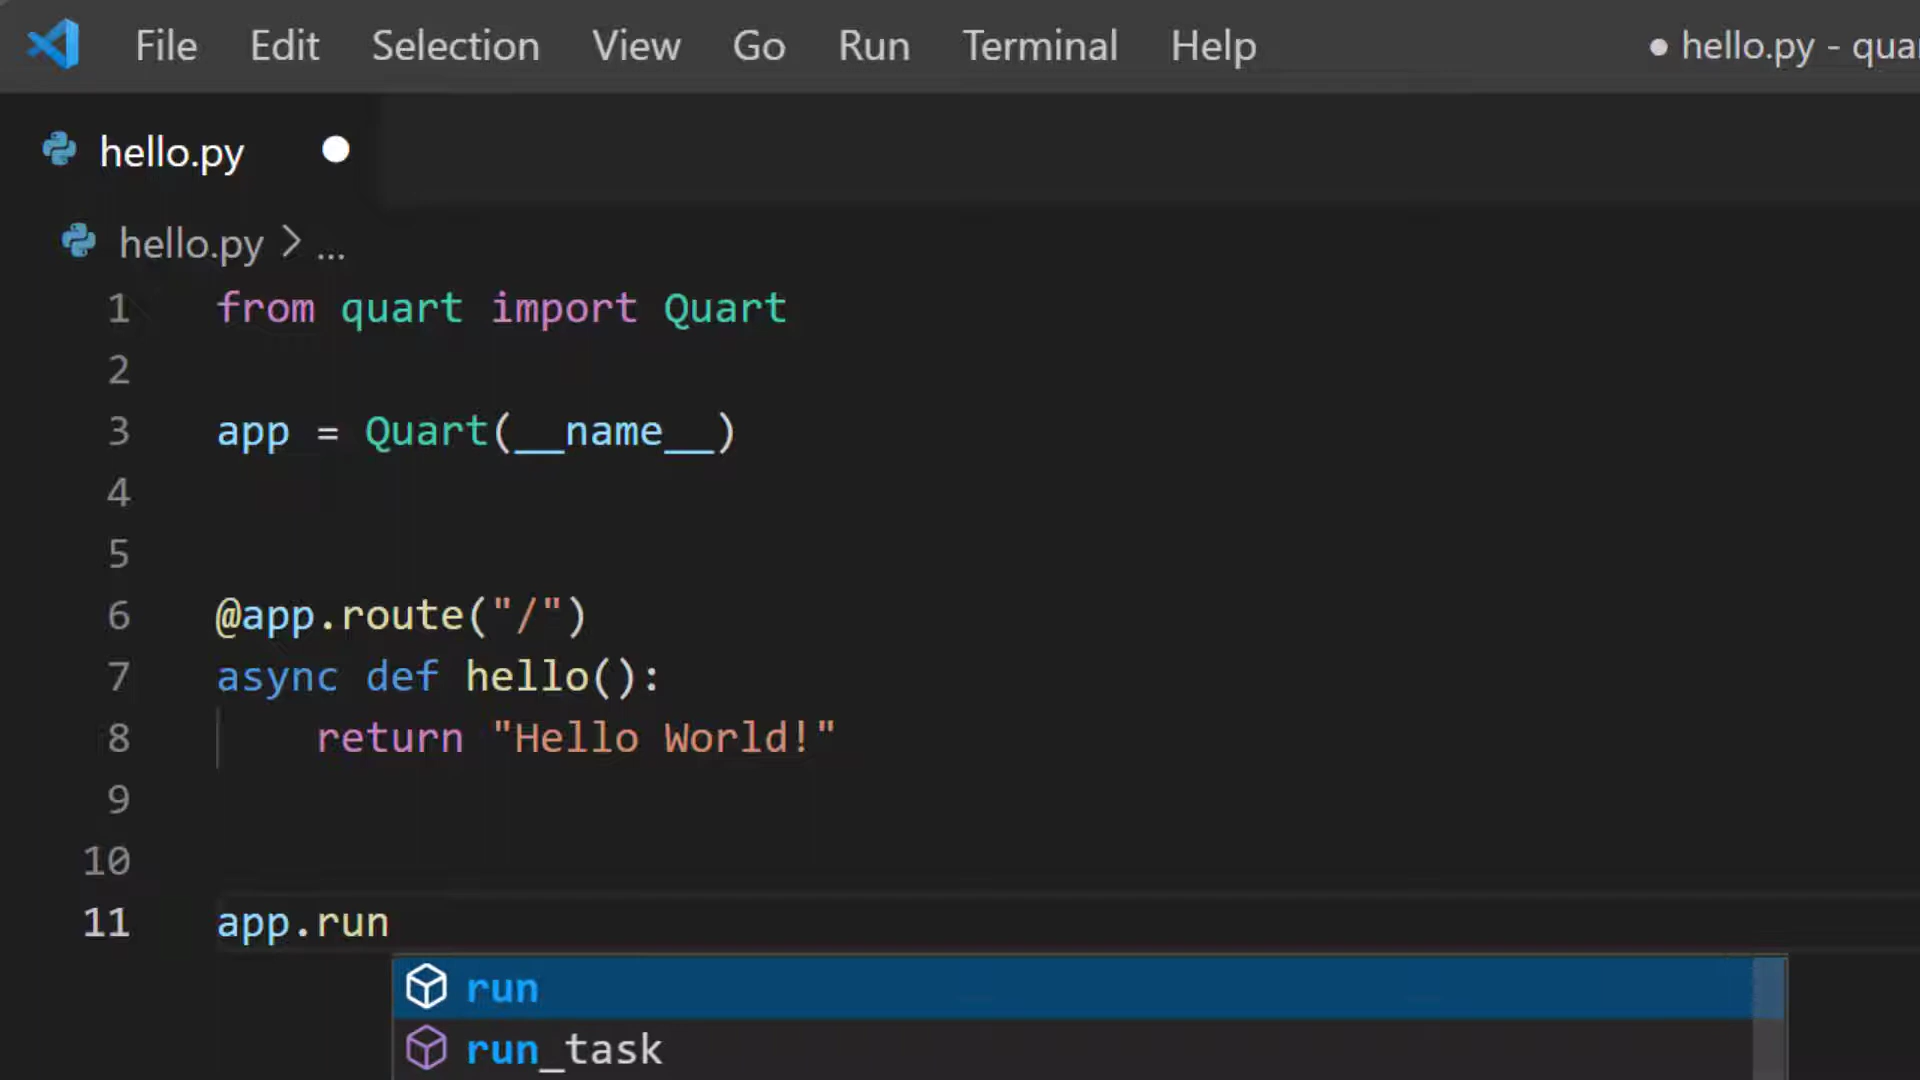 File Edit Selection View Go Run Terminal Help ● hello.py - qua
hello.py
hello.py > ...
1 from quart import Quart
2
3 app = Quart(__name__)
4
5
6 @app.route("/")
7 async def hello():
8     return "Hello World!"
9
10
11 app.run
run
run_task